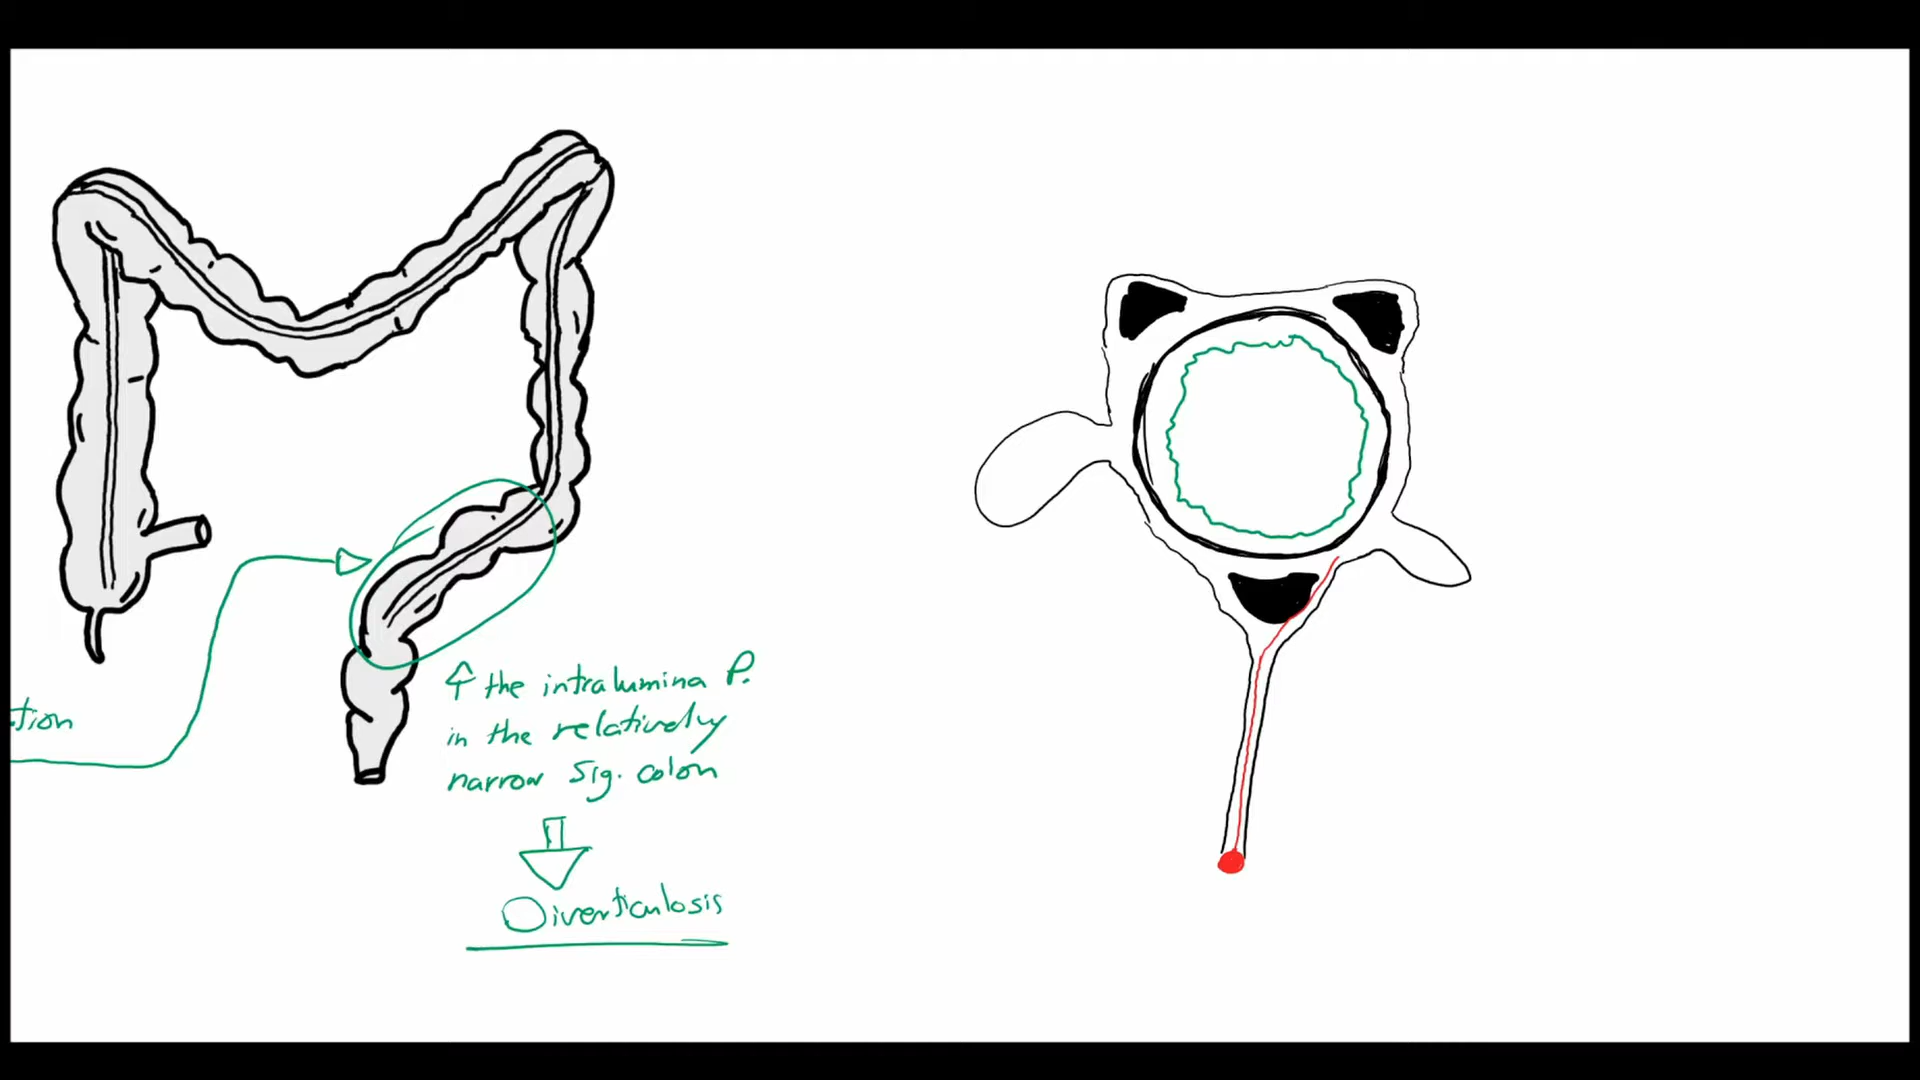 ↑ the intralumina P.
in the relatively
narrow Sig. colon
Diverticulosis
tion